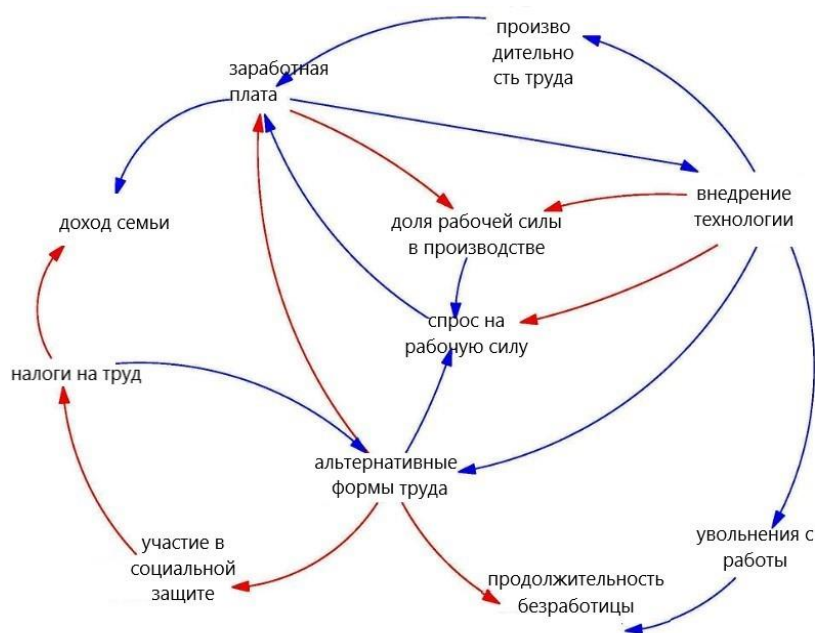 произво
дительно
сть труда
заработная
плата
внедрение
технологии
доход семьи
доля рабочей силы
в производстве
спрос на
рабочую силу
налоги на труд
альтернативные
формы труда
участие в
социальной
защите
увольнения с
работы
продолжительность
безработицы